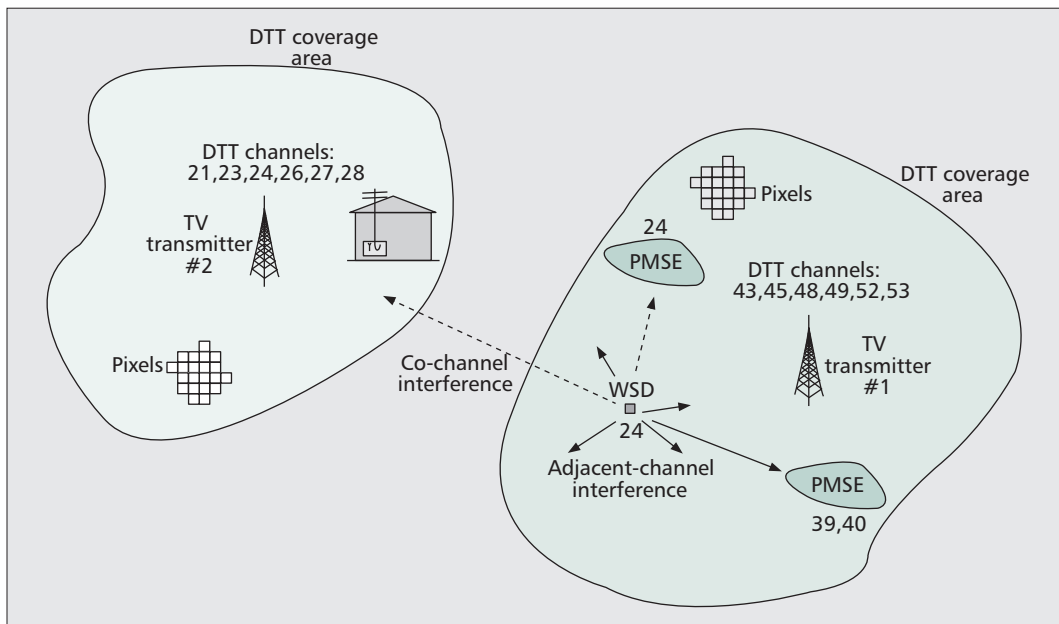 DTT coverage
area
DTT channels:
21,23,24,26,27,28
TV
transmitter
#2
TV
Pixels
Co-channel
interference
DTT coverage
area
Pixels
24
PMSE
DTT channels:
43,45,48,49,52,53
TV
transmitter
#1
WSD
24
Adjacent-channel
interference
PMSE
39,40